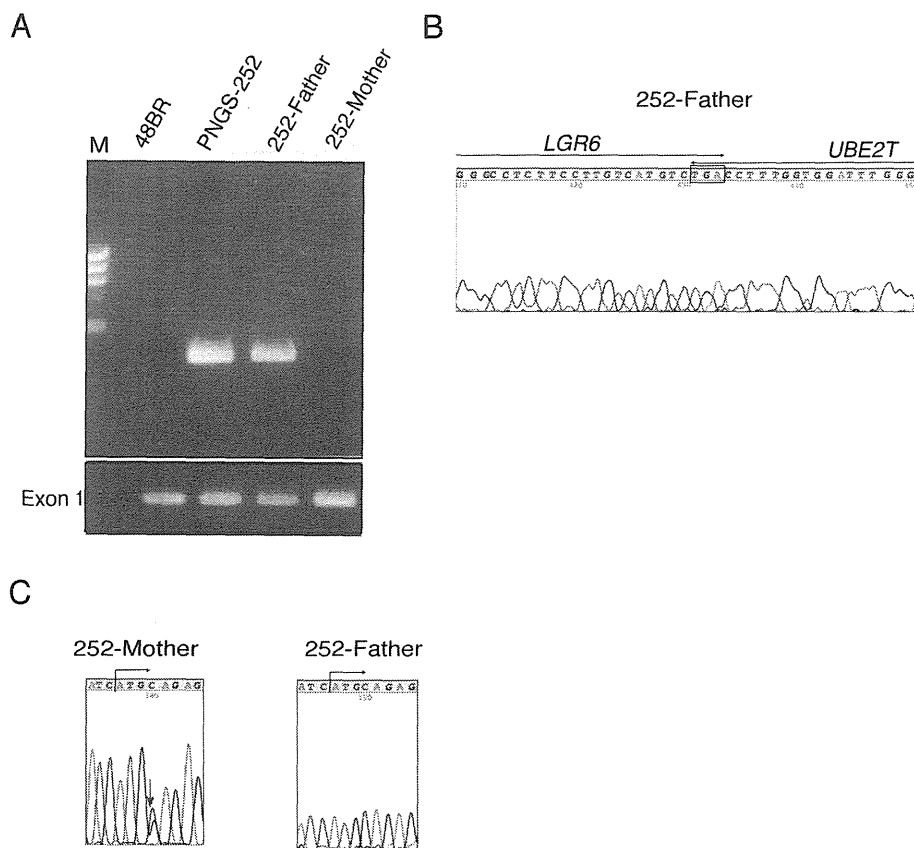 A
B
M
48BR
PNGS-252
252-Father
252-Mother
Exon 1
252-Father
LGR6
UBE2T
G G G C C T C T T C C T T G T C A T G T C T G A C C T T T G G T G G A T T T G G G
C
252-Mother
A T C A T G C A G A G
252-Father
A T C A T G C A G A G